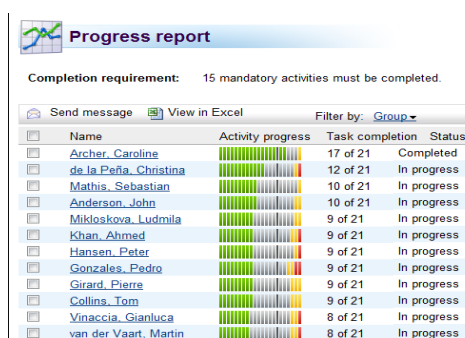 Progress report
Completion requirement: 15 mandatory activities must be completed.
Send message View in Excel Filter by: Group
Name Activity progress Task completion Status
Archer, Caroline 17 of 21 Completed
de la Peña, Christina 12 of 21 In progress
Mathis, Sebastian 10 of 21 In progress
Anderson, John 10 of 21 In progress
Mikloskova, Ludmila 9 of 21 In progress
Khan, Ahmed 9 of 21 In progress
Hansen, Peter 9 of 21 In progress
Gonzales, Pedro 9 of 21 In progress
Girard, Pierre 9 of 21 In progress
Collins, Tom 9 of 21 In progress
Vinaccia, Gianluca 8 of 21 In progress
van der Vaart, Martin 8 of 21 In progress